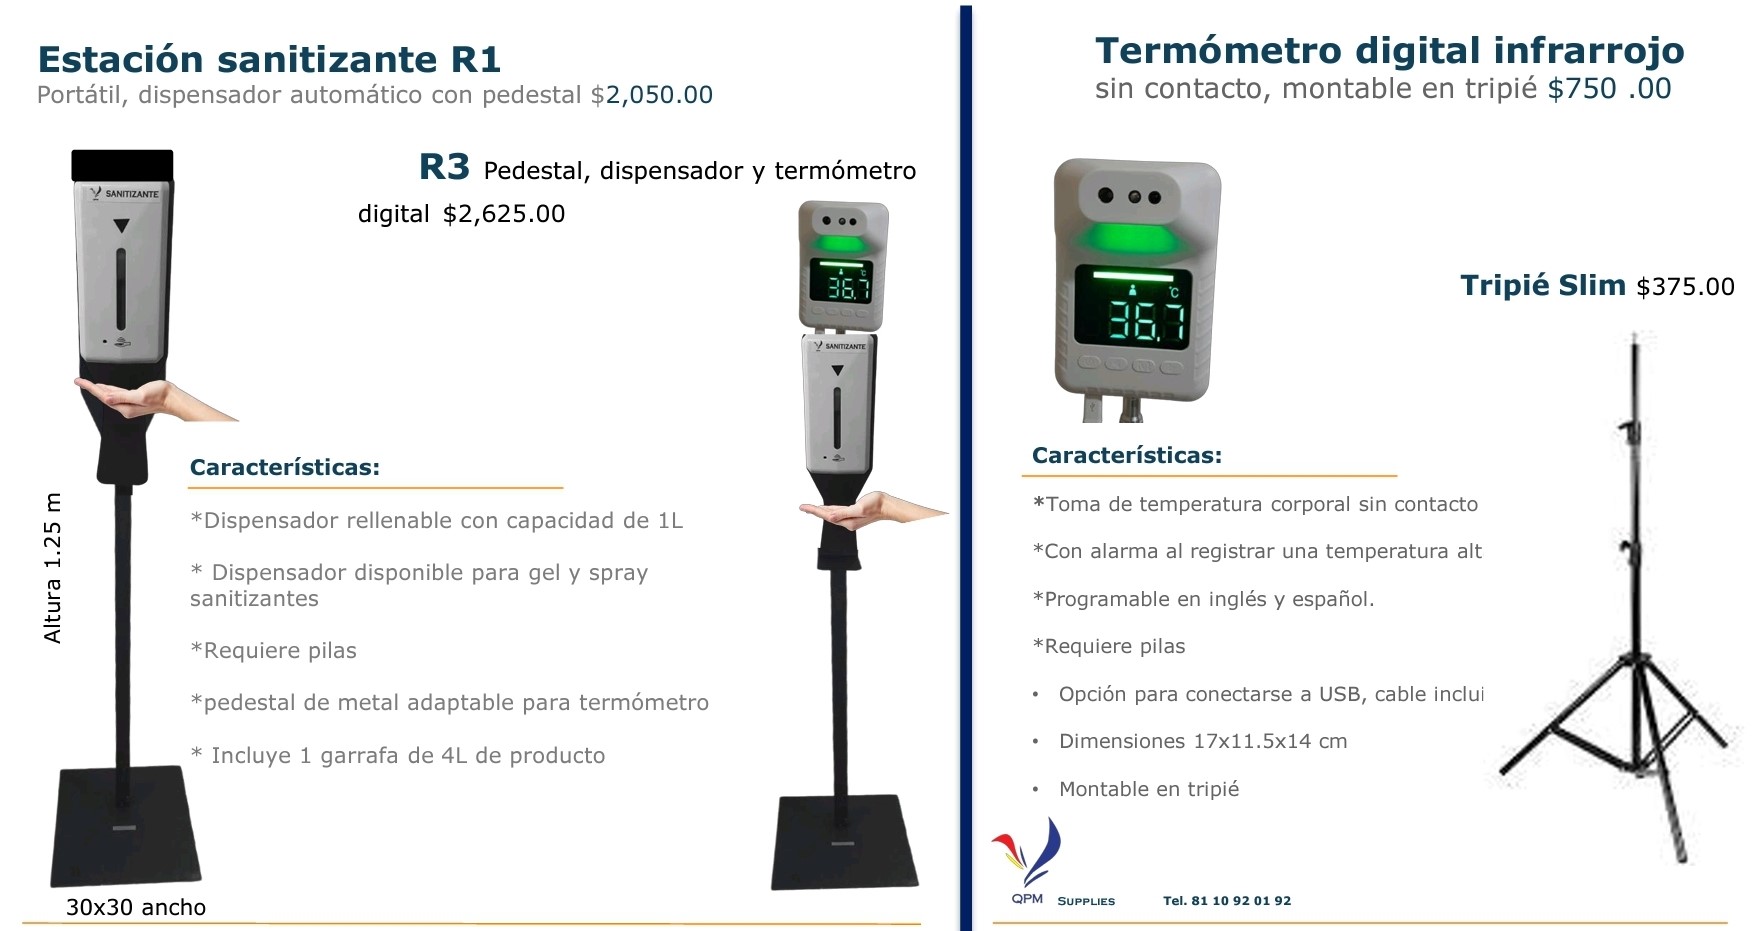 Estación sanitizante R1
Portátil, dispensador automático con pedestal $2,050.00
R3 Pedestal, dispensador y termómetro
digital $2,625.00
SANITIZANTE
SANITIZANTE
36.7
°C
Altura 1.25 m
Características:
*Dispensador rellenable con capacidad de 1L
* Dispensador disponible para gel y spray
sanitizantes
*Requiere pilas
*pedestal de metal adaptable para termómetro
* Incluye 1 garrafa de 4L de producto
30x30 ancho
Termómetro digital infrarrojo
sin contacto, montable en tripié $750 .00
°C
36.7
Tripié Slim $375.00
Características:
*Toma de temperatura corporal sin contacto
*Con alarma al registrar una temperatura alt
*Programable en inglés y español.
*Requiere pilas
• Opción para conectarse a USB, cable inclui
• Dimensiones 17x11.5x14 cm
• Montable en tripié
QPM SUPPLIES Tel. 81 10 92 01 92